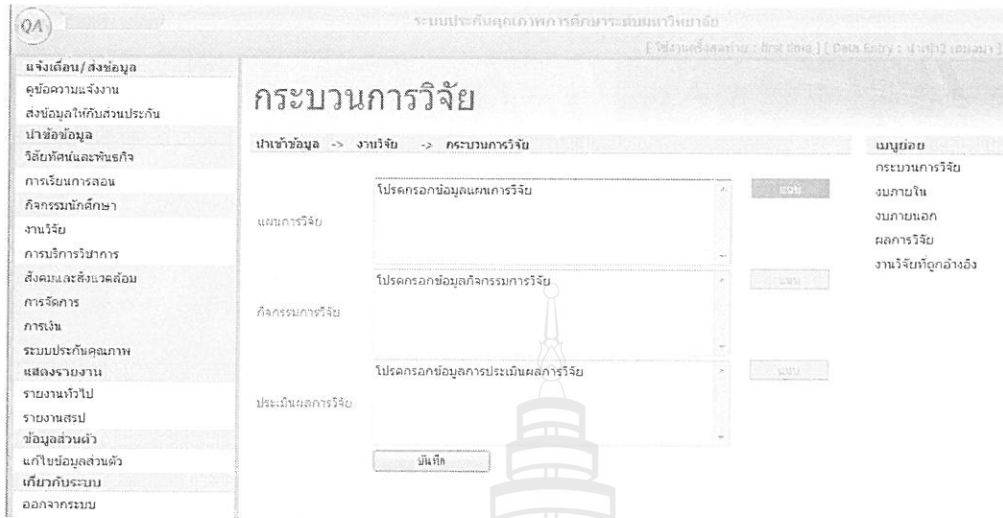 QA
ระบบประกันคุณภาพการศึกษาระดับมหาวิทยาลัย
[ ใช้งานครั้งสุดท้าย : first time ] [ Data Entry :
แจ้งเตือน/ส่งข้อมูล
ดูข้อความแจ้งงาน
ส่งข้อมูลให้กับส่วนประกัน
นำข้อข้อมูล
วิสัยทัศน์และพันธกิจ
การเรียนการสอน
กิจกรรมนักศึกษา
งานวิจัย
การบริการวิชาการ
สังคมและสิ่งแวดล้อม
การจัดการ
การเงิน
ระบบประกันคุณภาพ
แสดงรายงาน
รายงานทั่วไป
รายงานสรุป
ข้อมูลส่วนตัว
แก้ไขข้อมูลส่วนตัว
เกี่ยวกับระบบ
ออกจากระบบ
กระบวนการวิจัย
นำเข้าข้อมูล -> งานวิจัย -> กระบวนการวิจัย
แผนการวิจัย
โปรดกรอกข้อมูลแผนการวิจัย
แนบ
กิจกรรมการวิจัย
โปรดกรอกข้อมูลกิจกรรมการวิจัย
แนบ
ประเมินผลการวิจัย
โปรดกรอกข้อมูลการประเมินผลการวิจัย
แนบ
บันทึก
เมนูย่อย
กระบวนการวิจัย
งบภายใน
งบภายนอก
ผลการวิจัย
งานวิจัยที่ถูกอ้างอิง